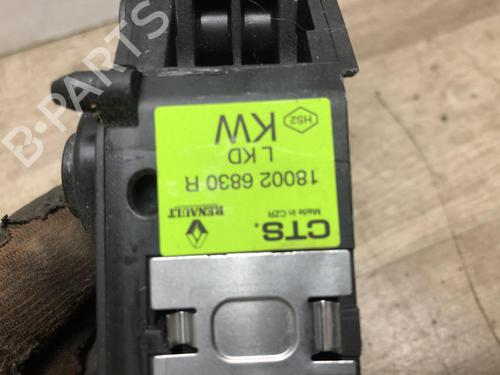 CTS.
Made in CZR
RENAULT
18002 6830 R
L KD
KW
HS2
B-PARTS